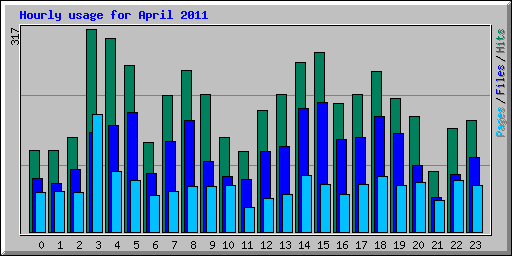 Hourly usage for April 2011
317
Pages / Files / Hits
0 1 2 3 4 5 6 7 8 9 10 11 12 13 14 15 16 17 18 19 20 21 22 23